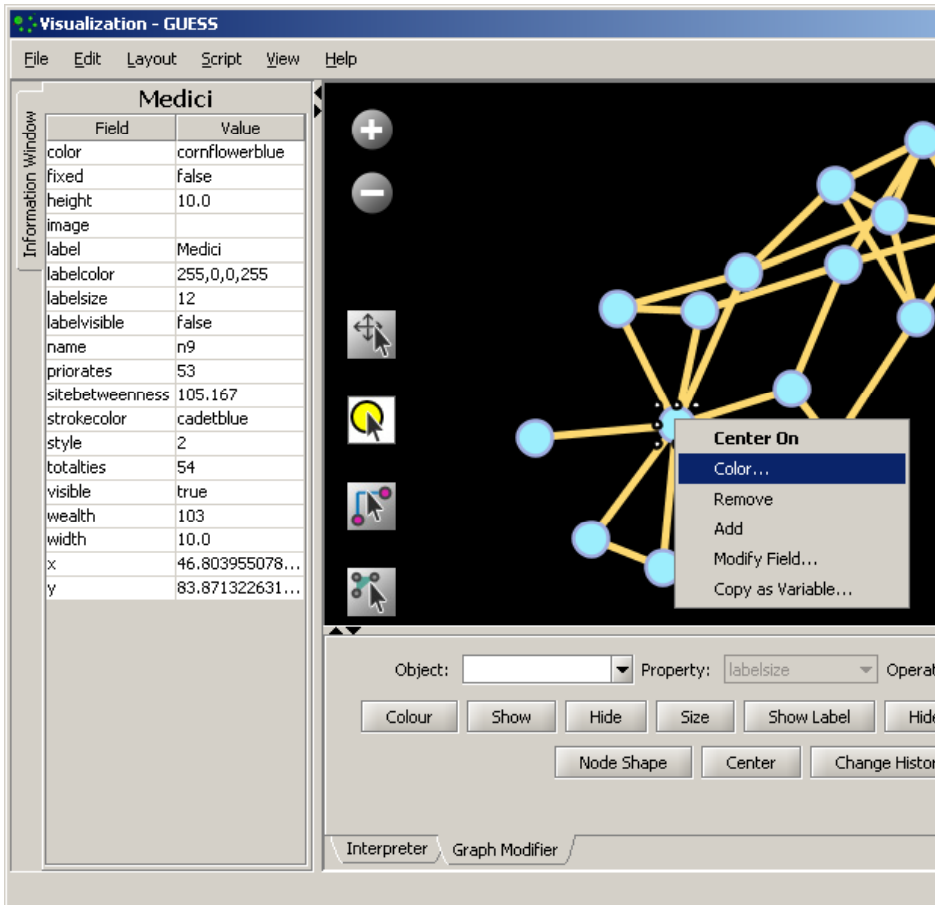 Visualization - GUESS
File Edit Layout Script View Help
Information Window
Medici
Field Value
color cornflowerblue
fixed false
height 10.0
image
label Medici
labelcolor 255,0,0,255
labelsize 12
labelvisible false
name n9
priorates 53
sitebetweenness 105.167
strokecolor cadetblue
style 2
totalties 54
visible true
wealth 103
width 10.0
x 46.803955078...
y 83.871322631...
Center On
Color...
Remove
Add
Modify Field...
Copy as Variable...
Object: Property: labelsize Operat
Colour Show Hide Size Show Label Hide
Node Shape Center Change Histor
Interpreter Graph Modifier